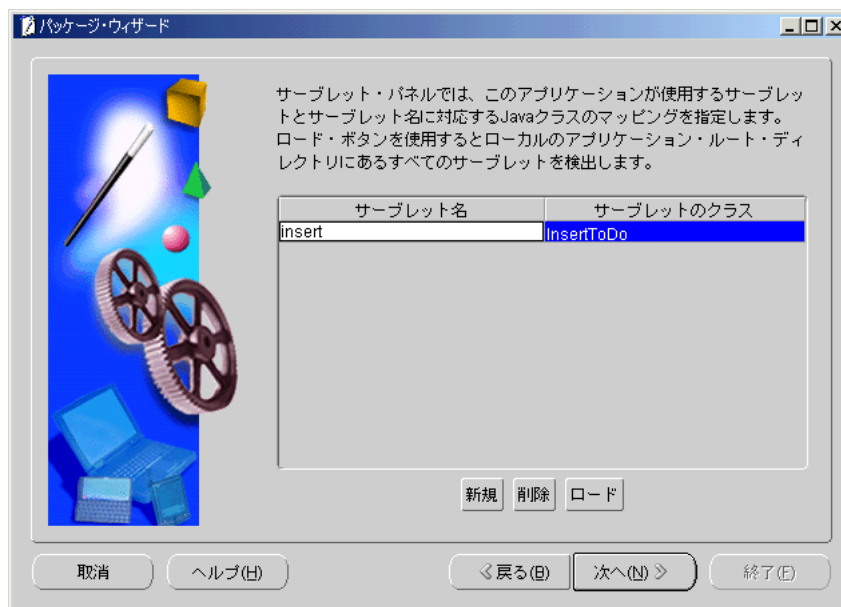 パッケージ・ウィザード
サーブレット・パネルでは、このアプリケーションが使用するサーブレッ
トとサーブレット名に対応するJavaクラスのマッピングを指定します。
ロード・ボタンを使用するとローカルのアプリケーション・ルート・ディ
レクトリにあるすべてのサーブレットを検出します。
サーブレット名 サーブレットのクラス
insert InsertToDo
新規 削除 ロード
取消 ヘルプ(H) 戻る(B) 次へ(N) 終了(F)